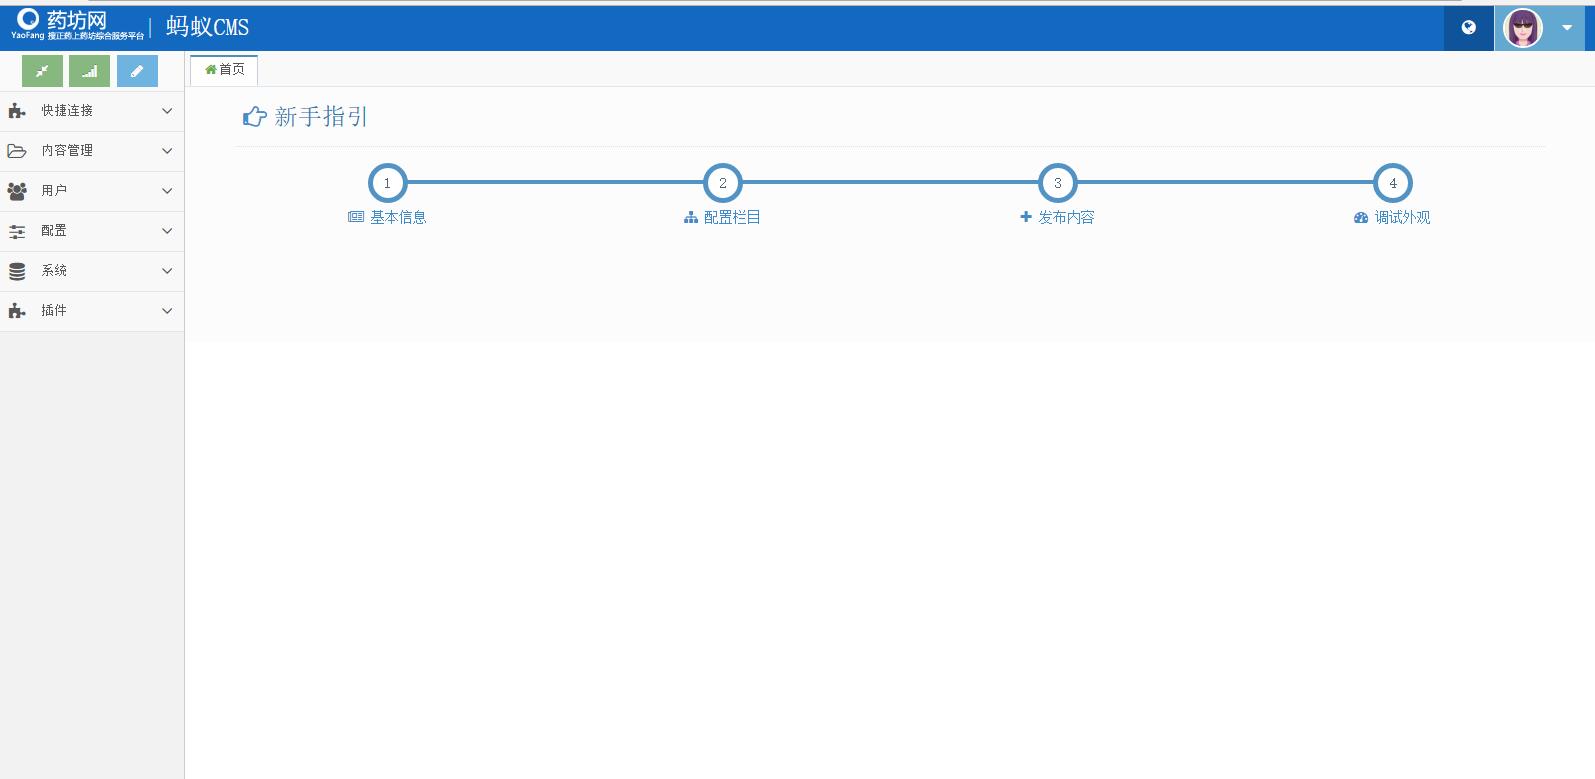 药坊网
YaoFang 搜正药上药坊综合服务平台
蚂蚁CMS
首页
快捷连接
内容管理
用户
配置
系统
插件
新手指引
1
基本信息
2
配置栏目
3
发布内容
4
调试外观